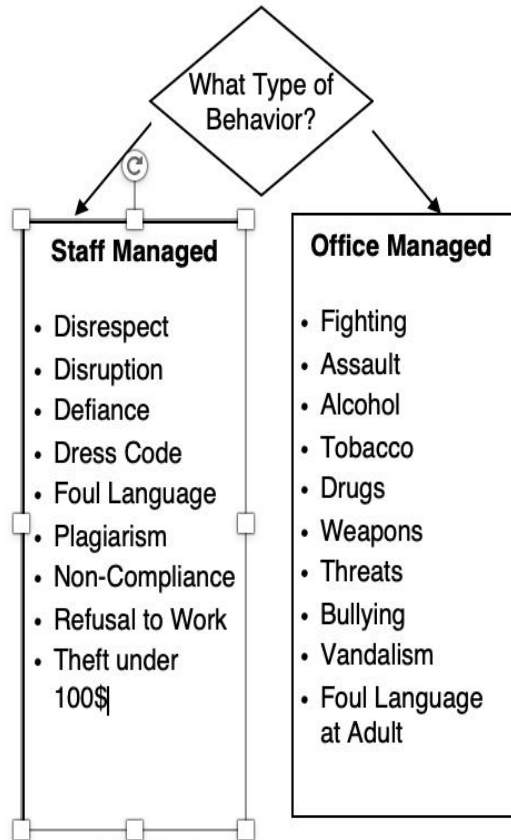 What Type of
Behavior?
Staff Managed
• Disrespect
• Disruption
• Defiance
• Dress Code
• Foul Language
• Plagiarism
• Non-Compliance
• Refusal to Work
• Theft under
100$
Office Managed
• Fighting
• Assault
• Alcohol
• Tobacco
• Drugs
• Weapons
• Threats
• Bullying
• Vandalism
• Foul Language
at Adult